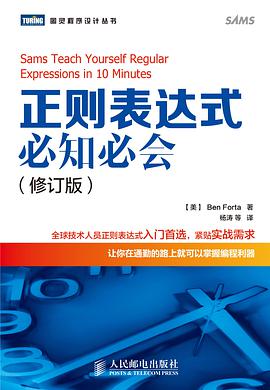 TURING 图灵程序设计丛书
SAMS
Sams Teach Yourself Regular
Expressions in 10 Minutes
正则表达式
必知必会
（修订版）
【美】 Ben Forta 著
杨涛 等 译
全球技术人员正则表达式入门首选，紧贴实战需求
让你在通勤的路上就可以掌握编程利器
人民邮电出版社
POSTS & TELECOM PRESS